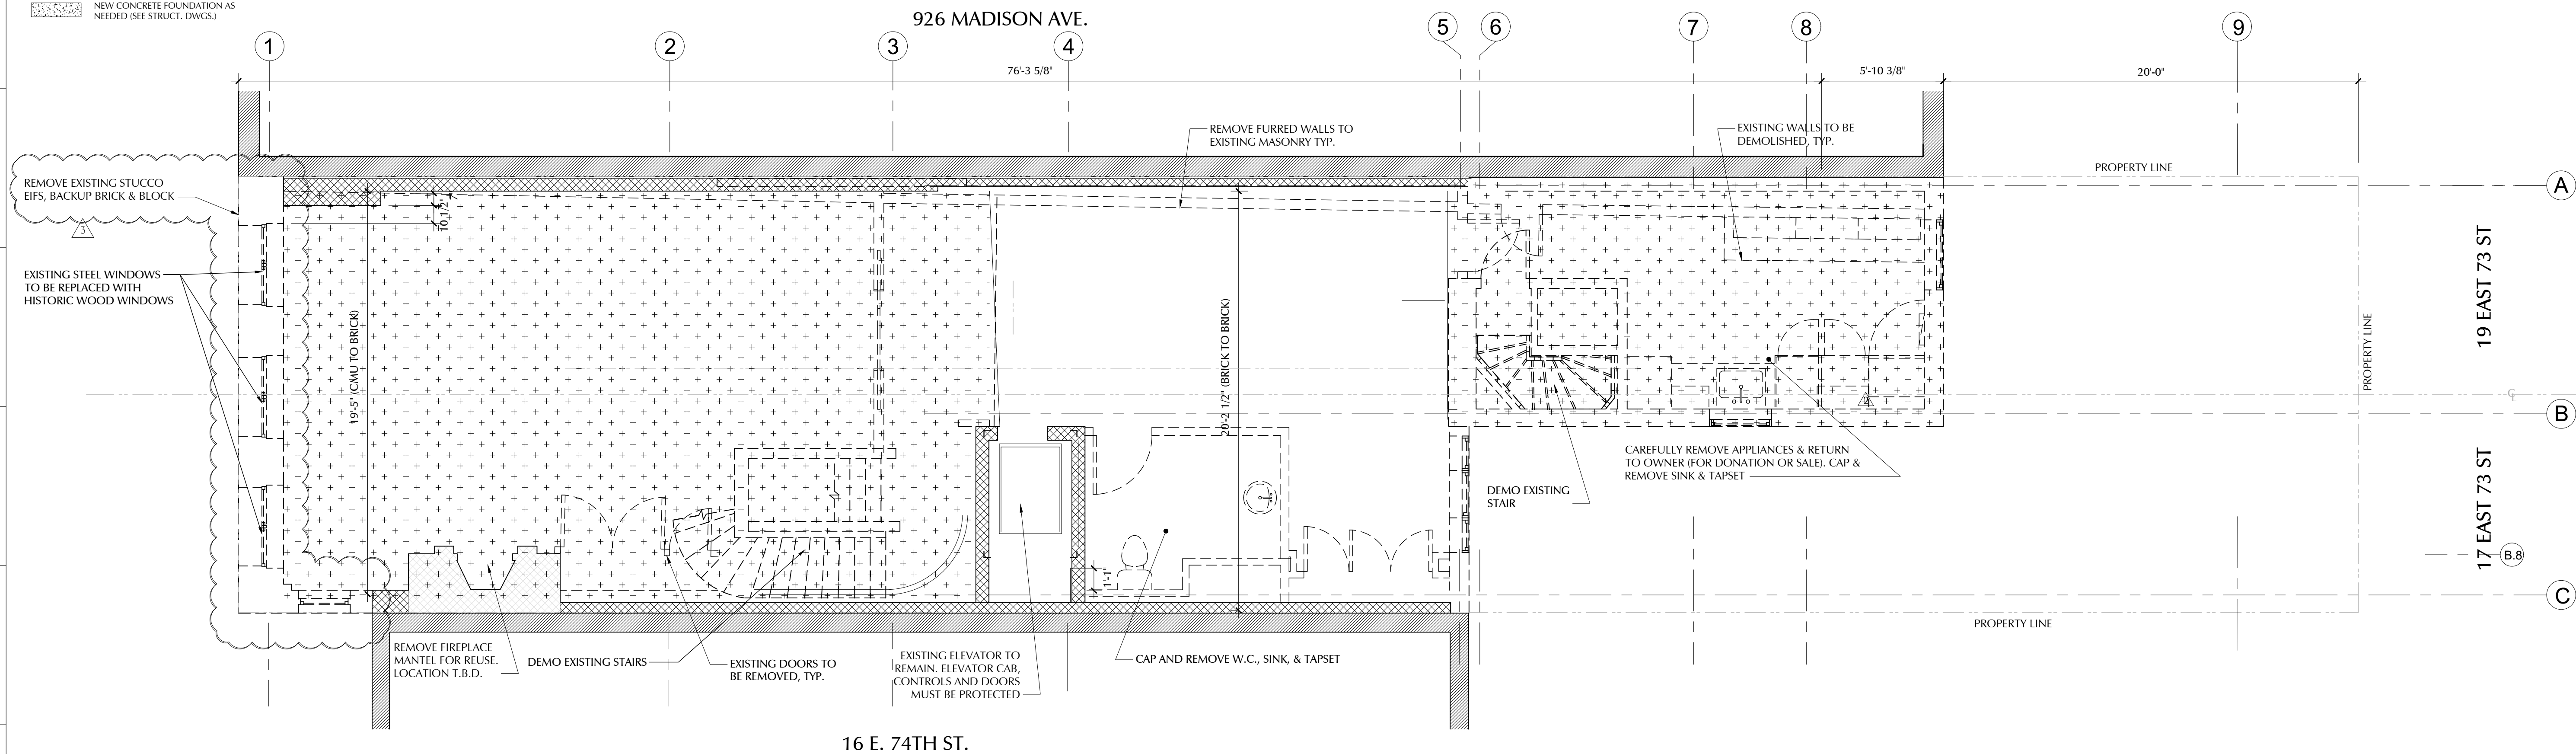 NEW CONCRETE FOUNDATION AS
NEEDED (SEE STRUCT. DWGS.)
926 MADISON AVE.
1
2
3
4
5
6
7
8
9
76'-3 5/8"
5'-10 3/8"
20'-0"
REMOVE FURRED WALLS TO
EXISTING MASONRY TYP.
EXISTING WALLS TO BE
DEMOLISHED, TYP.
PROPERTY LINE
A
REMOVE EXISTING STUCCO
EIFS, BACKUP BRICK & BLOCK
3
10 1/2"
EXISTING STEEL WINDOWS
TO BE REPLACED WITH
HISTORIC WOOD WINDOWS
19'-5" (CMU TO BRICK)
20'-2 1/2" (BRICK TO BRICK)
PROPERTY LINE
19 EAST 73 ST
B
CAREFULLY REMOVE APPLIANCES & RETURN
TO OWNER (FOR DONATION OR SALE). CAP &
REMOVE SINK & TAPSET
DEMO EXISTING
STAIR
17 EAST 73 ST
B.8
1'-1"
C
PROPERTY LINE
REMOVE FIREPLACE
MANTEL FOR REUSE.
LOCATION T.B.D.
DEMO EXISTING STAIRS
EXISTING DOORS TO
BE REMOVED, TYP.
EXISTING ELEVATOR TO
REMAIN. ELEVATOR CAB,
CONTROLS AND DOORS
MUST BE PROTECTED
CAP AND REMOVE W.C., SINK, & TAPSET
16 E. 74TH ST.